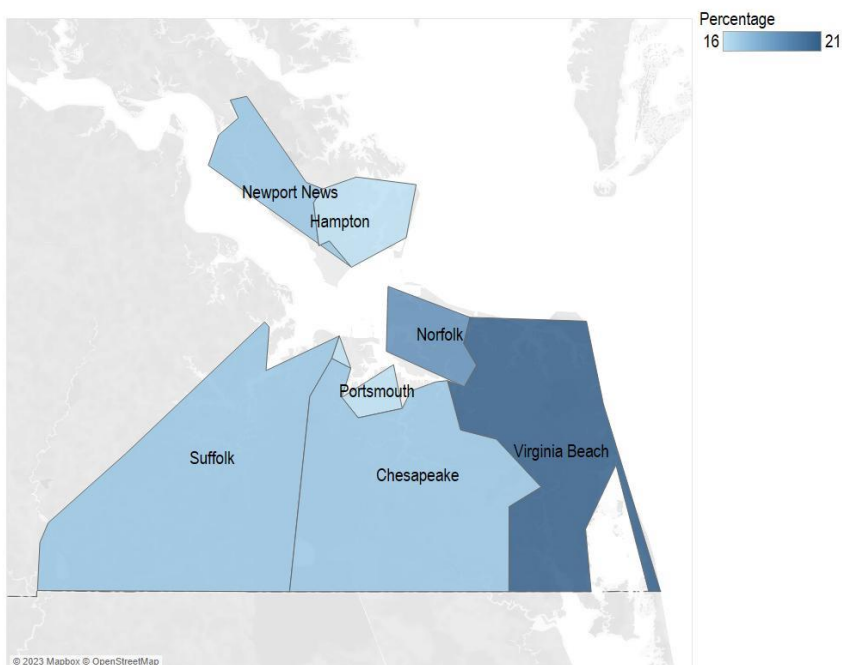 Percentage
16 21
Newport News
Hampton
Norfolk
Portsmouth
Virginia Beach
Suffolk
Chesapeake
© 2023 Mapbox © OpenStreetMap